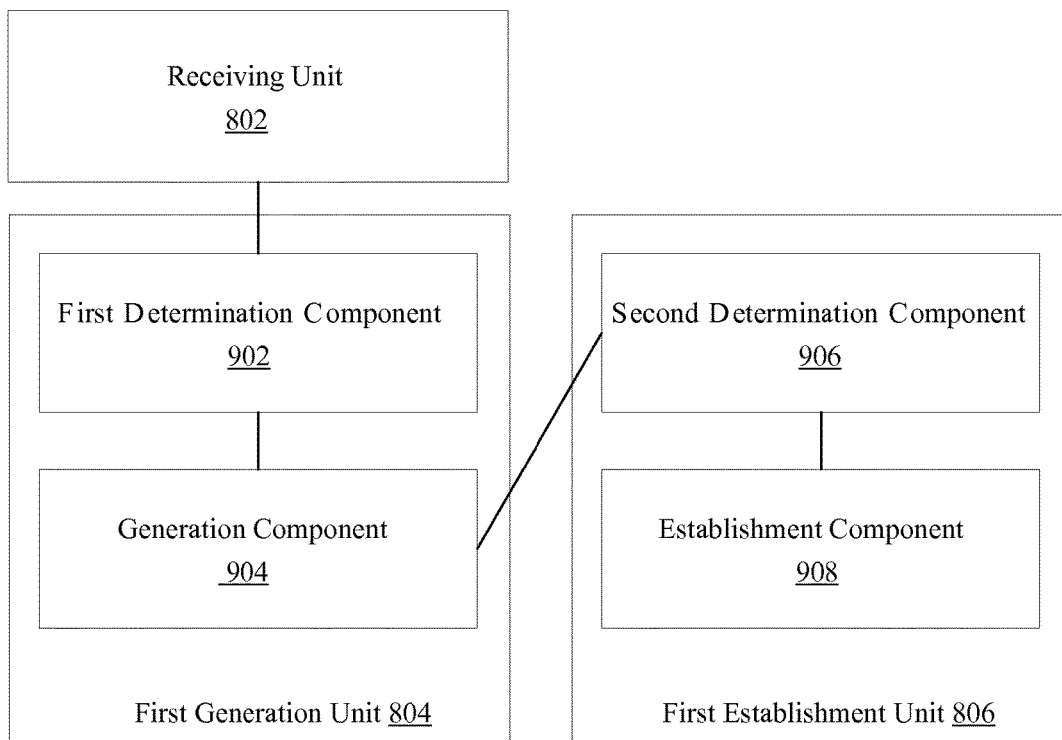 Receiving Unit
802
First Determination Component
902
Generation Component
904
First Generation Unit 804
Second Determination Component
906
Establishment Component
908
First Establishment Unit 806